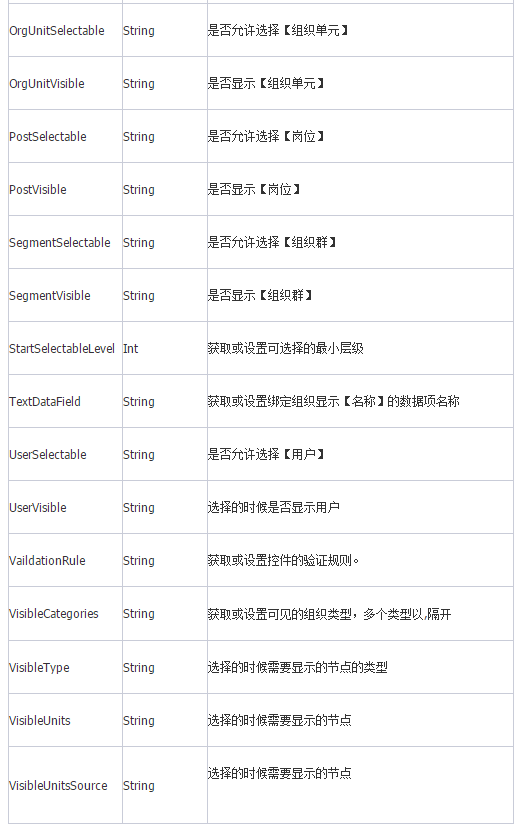 OrgUnitSelectable String 是否允许选择【组织单元】
OrgUnitVisible String 是否显示【组织单元】
PostSelectable String 是否允许选择【岗位】
PostVisible String 是否显示【岗位】
SegmentSelectable String 是否允许选择【组织群】
SegmentVisible String 是否显示【组织群】
StartSelectableLevel Int 获取或设置可选择的最小层级
TextDataField String 获取或设置绑定组织显示【名称】的数据项名称
UserSelectable String 是否允许选择【用户】
UserVisible String 选择的时候是否显示用户
VaildationRule String 获取或设置控件的验证规则。
VisibleCategories String 获取或设置可见的组织类型，多个类型以,隔开
VisibleType String 选择的时候需要显示的节点的类型
VisibleUnits String 选择的时候需要显示的节点
VisibleUnitsSource String 选择的时候需要显示的节点